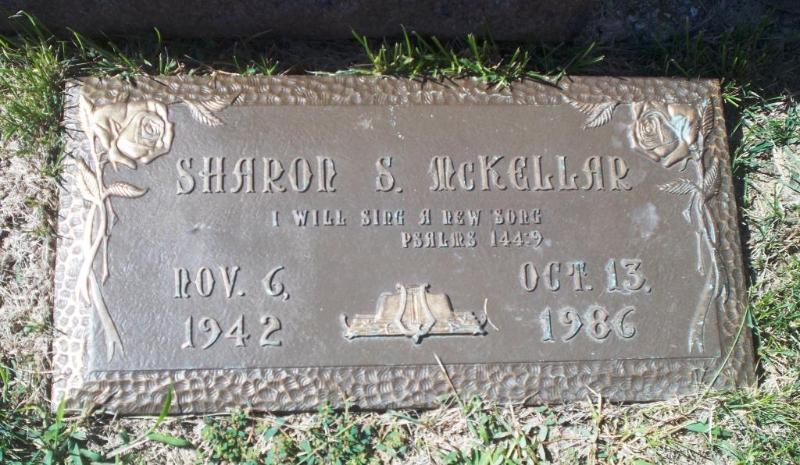 SHARON S. McKELLAR
I WILL SING A NEW SONG
PSALMS 144:9
NOV. 6,
1942
OCT. 13,
1986